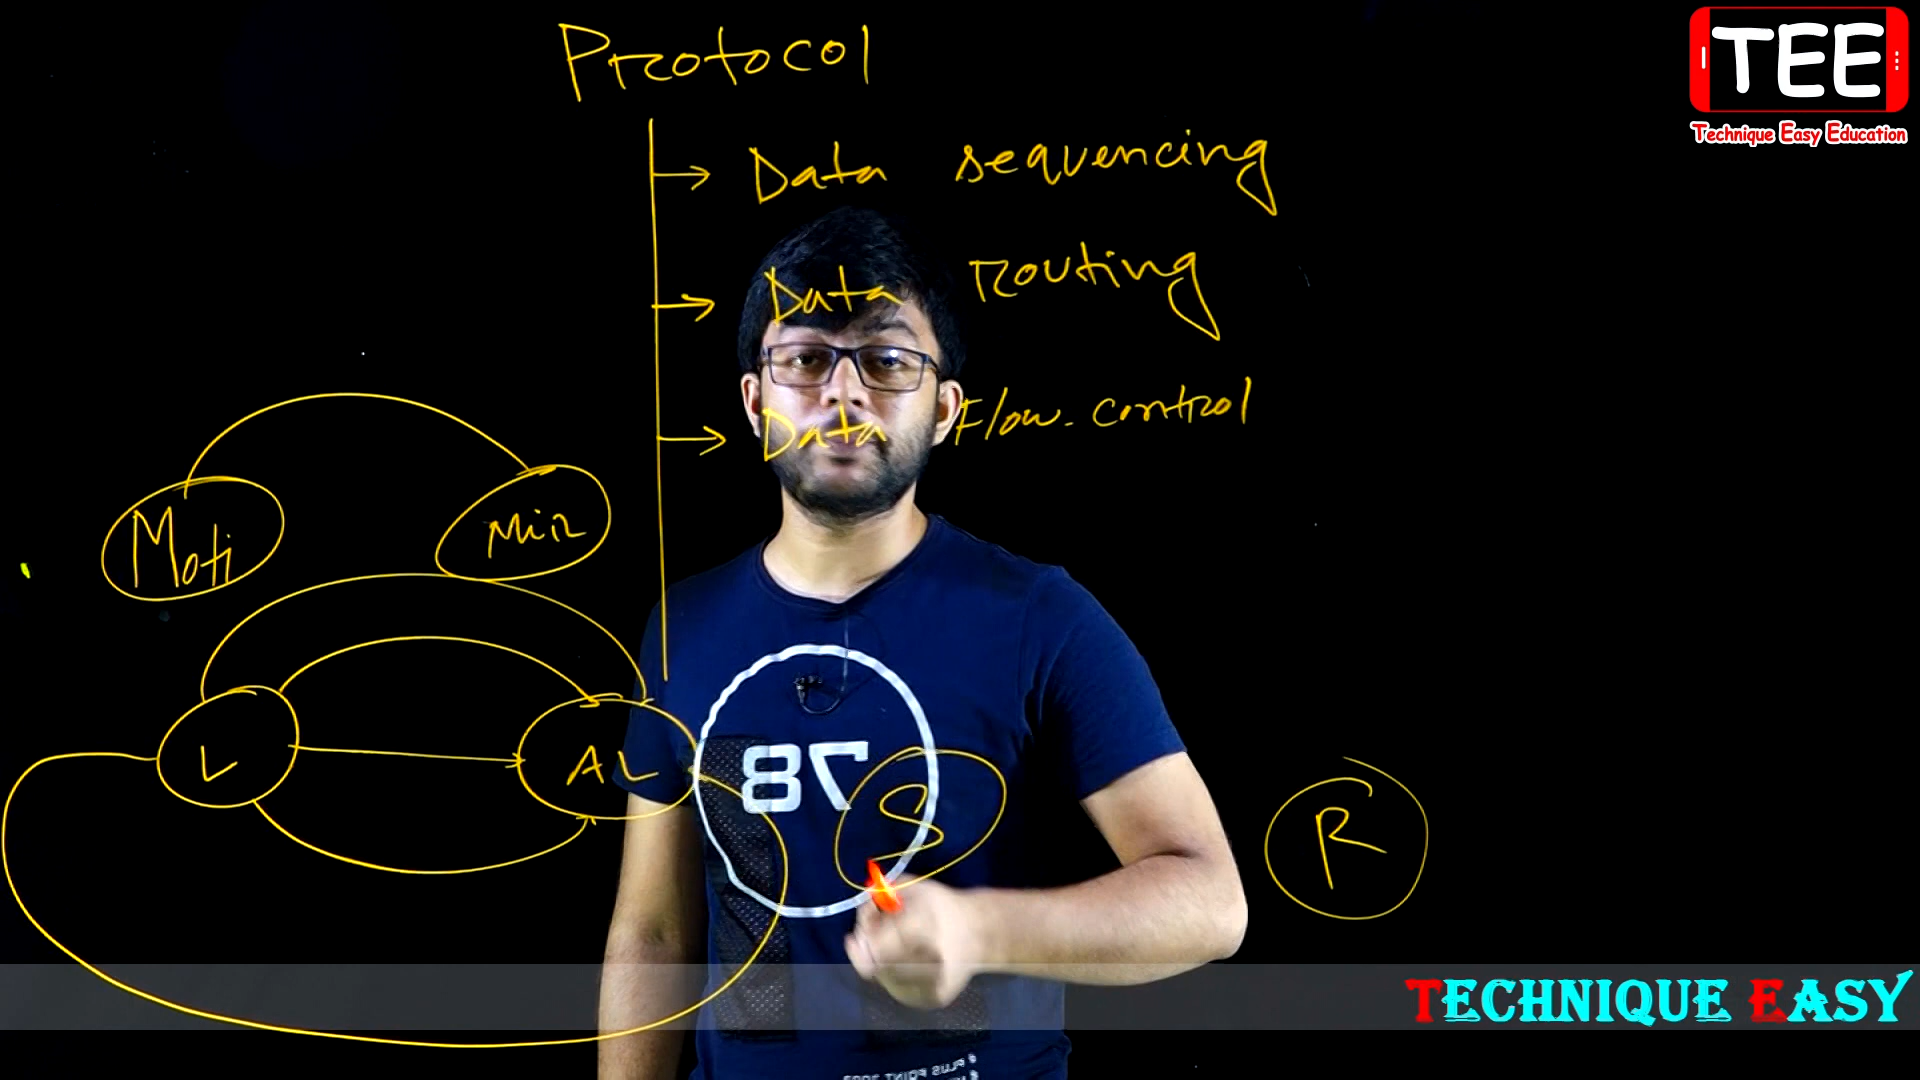 Protocol
TEE
Technique Easy Education
Data sequencing
Data routing
Data Flow control
Moti
Mir
L
AL
78
S
R
TECHNIQUE EASY